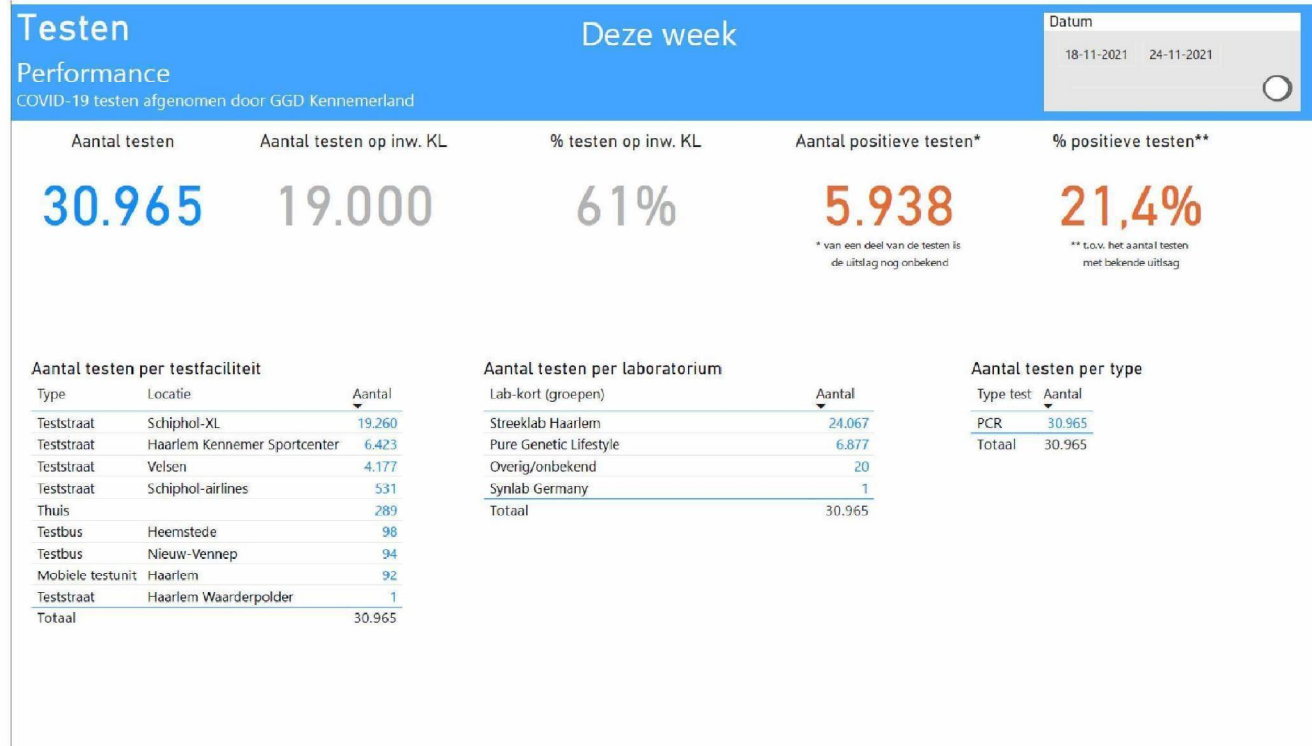 Testen
Deze week
Datum
18-11-2021 24-11-2021
Performance
COVID-19 testen afgenomen door GGD Kennemerland
Aantal testen
30.965
Aantal testen op inw. KL
19.000
% testen op inw. KL
61%
Aantal positieve testen*
5.938
* van een deel van de testen is
de uitslag nog onbekend
% positieve testen**
21,4%
** t.o.v. het aantal testen
met bekende uitlsag
Aantal testen per testfaciliteit
Type Locatie Aantal
Teststraat Schiphol-XL 19.260
Teststraat Haarlem Kennemer Sportcenter 6.423
Teststraat Velsen 4.177
Teststraat Schiphol-airlines 531
Thuis 289
Testbus Heemstede 98
Testbus Nieuw-Vennep 94
Mobiele testunit Haarlem 92
Teststraat Haarlem Waarderpolder 1
Totaal 30.965
Aantal testen per laboratorium
Lab-kort (groepen) Aantal
Streeklab Haarlem 24.067
Pure Genetic Lifestyle 6.877
Overig/onbekend 20
Synlab Germany 1
Totaal 30.965
Aantal testen per type
Type test Aantal
PCR 30.965
Totaal 30.965